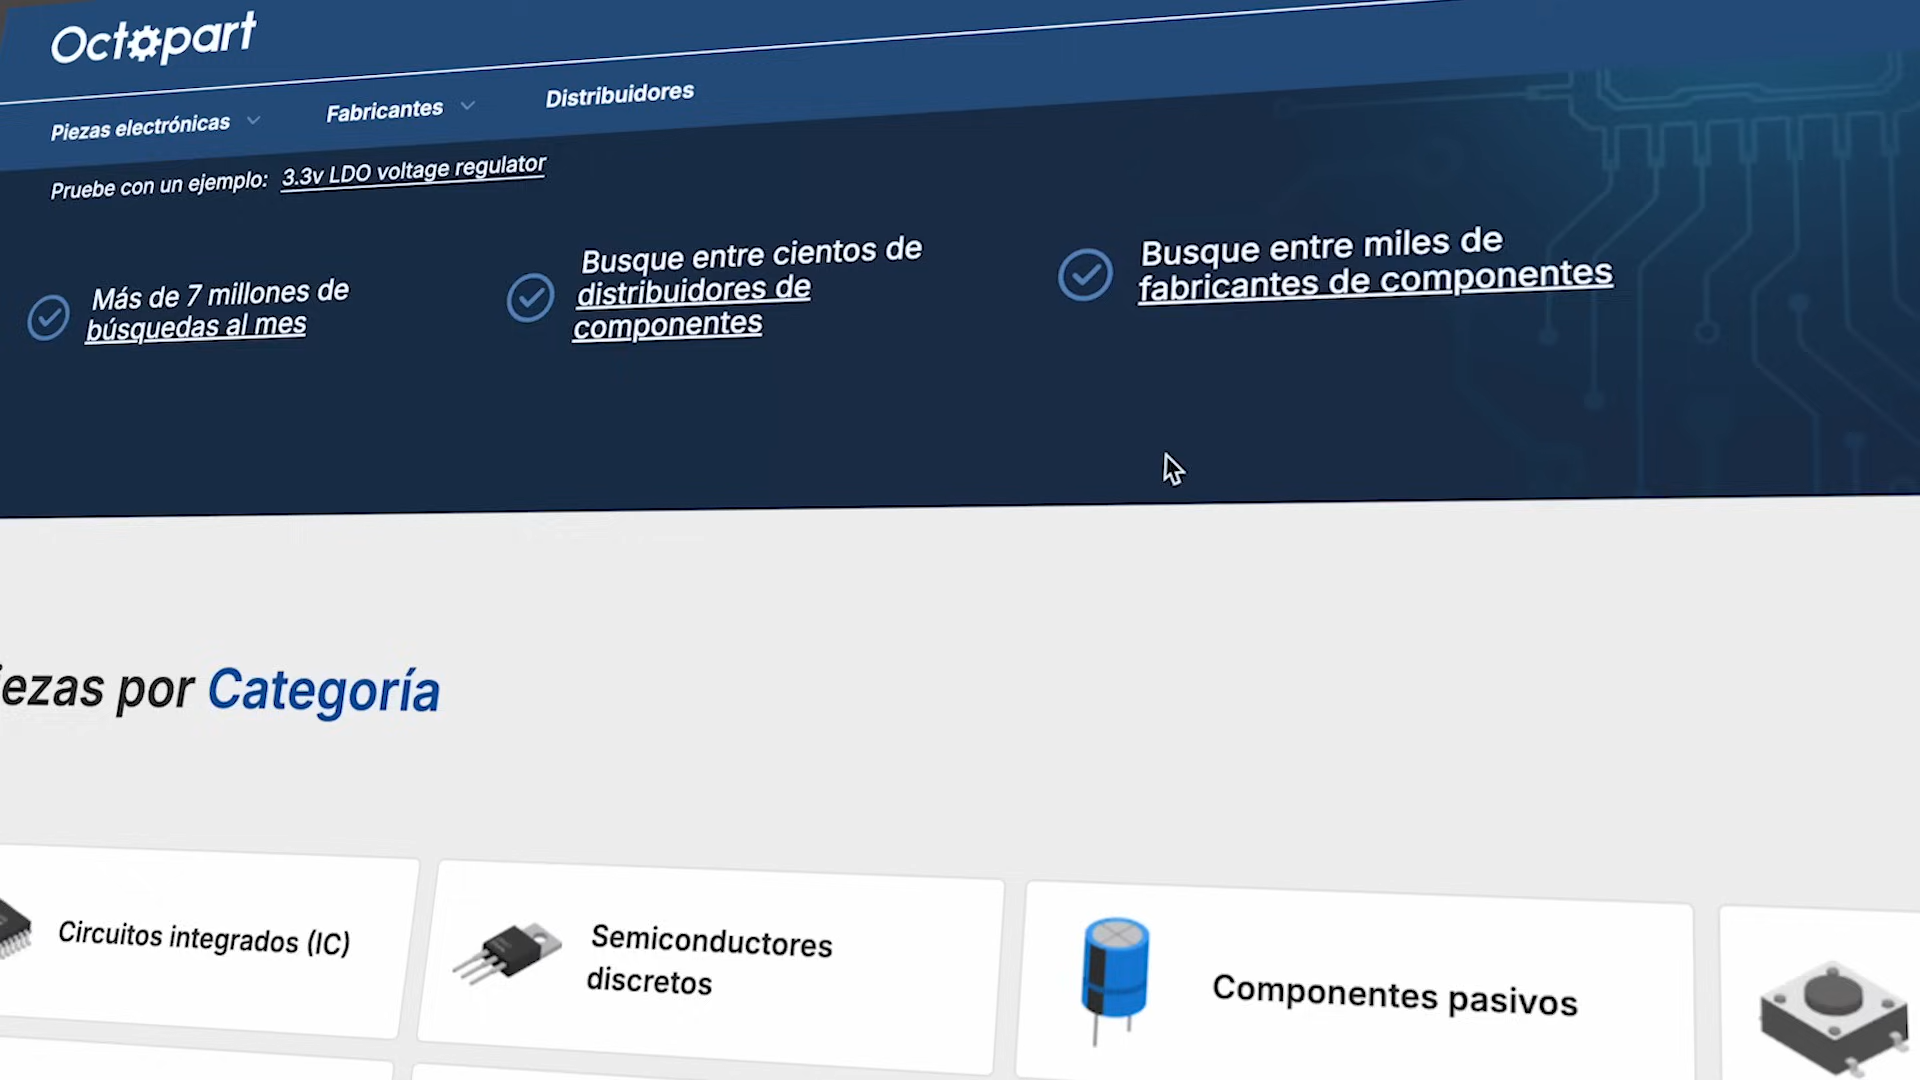 Octopart
Piezas electrónicas
Fabricantes
Distribuidores
Pruebe con un ejemplo: 3.3v LDO voltage regulator
Más de 7 millones de
búsquedas al mes
Busque entre cientos de
distribuidores de
componentes
Busque entre miles de
fabricantes de componentes
iezas por Categoría
Circuitos integrados (IC)
Semiconductores
discretos
Componentes pasivos